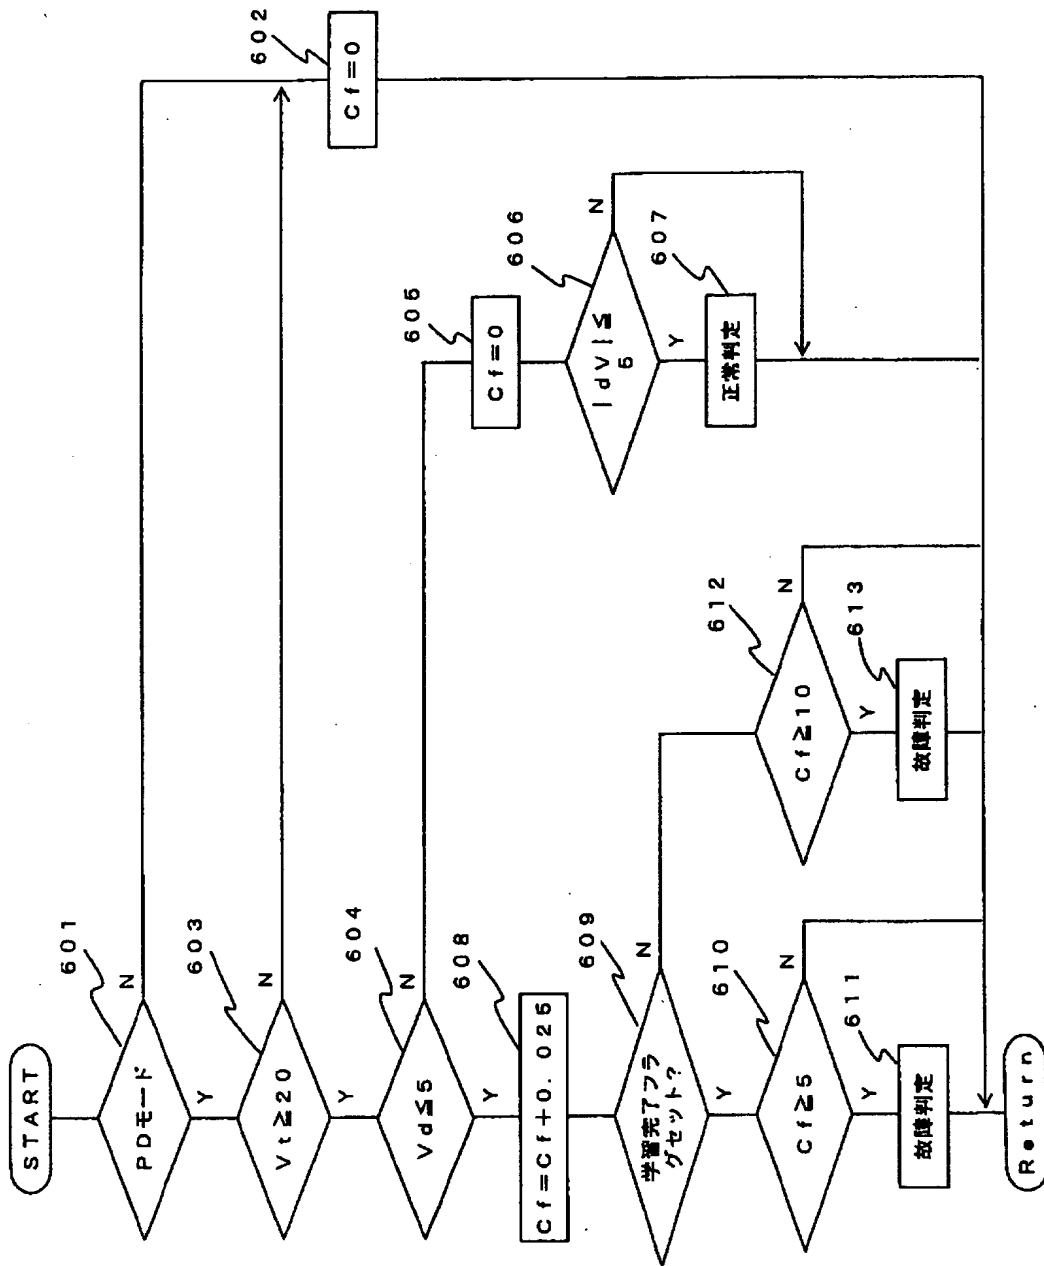 START
601
PDモード
N
Y
602
Cf=0
603
Vt≧20
N
Y
604
Vd≦5
N
Y
605
Cf=0
606
|dV|≦
5
N
Y
607
正常判定
608
Cf=Cf+0.025
609
学習完了フラ
グセット?
N
Y
610
Cf≧5
N
Y
611
故障判定
612
Cf≧10
N
Y
613
故障判定
Return